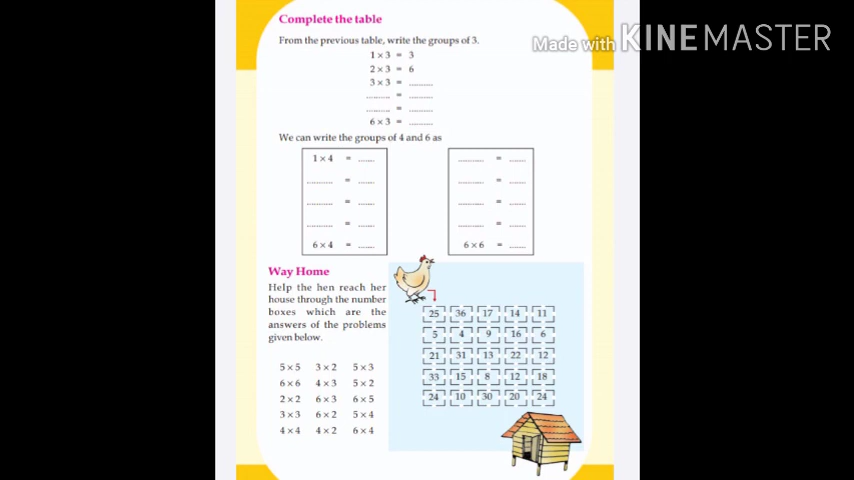 Made with KINEMASTER
Complete the table
From the previous table, write the groups of 3.
1 × 3 = 3
2 × 3 = 6
3 × 3 = ..........
.......... = ..........
.......... = ..........
6 × 3 = ..........
We can write the groups of 4 and 6 as
1 × 4 = .......
........... = .......
........... = .......
........... = .......
6 × 4 = .......
........... = .......
........... = .......
........... = .......
........... = .......
6 × 6 = .......
Way Home
Help the hen reach her
house through the number
boxes which are the
answers of the problems
given below.
5 × 5 3 × 2 5 × 3
6 × 6 4 × 3 5 × 2
2 × 2 6 × 3 6 × 5
3 × 3 6 × 2 5 × 4
4 × 4 4 × 2 6 × 4
25 36 17 14 11
5 4 9 16 6
21 31 13 22 12
33 15 8 12 18
24 10 30 20 24